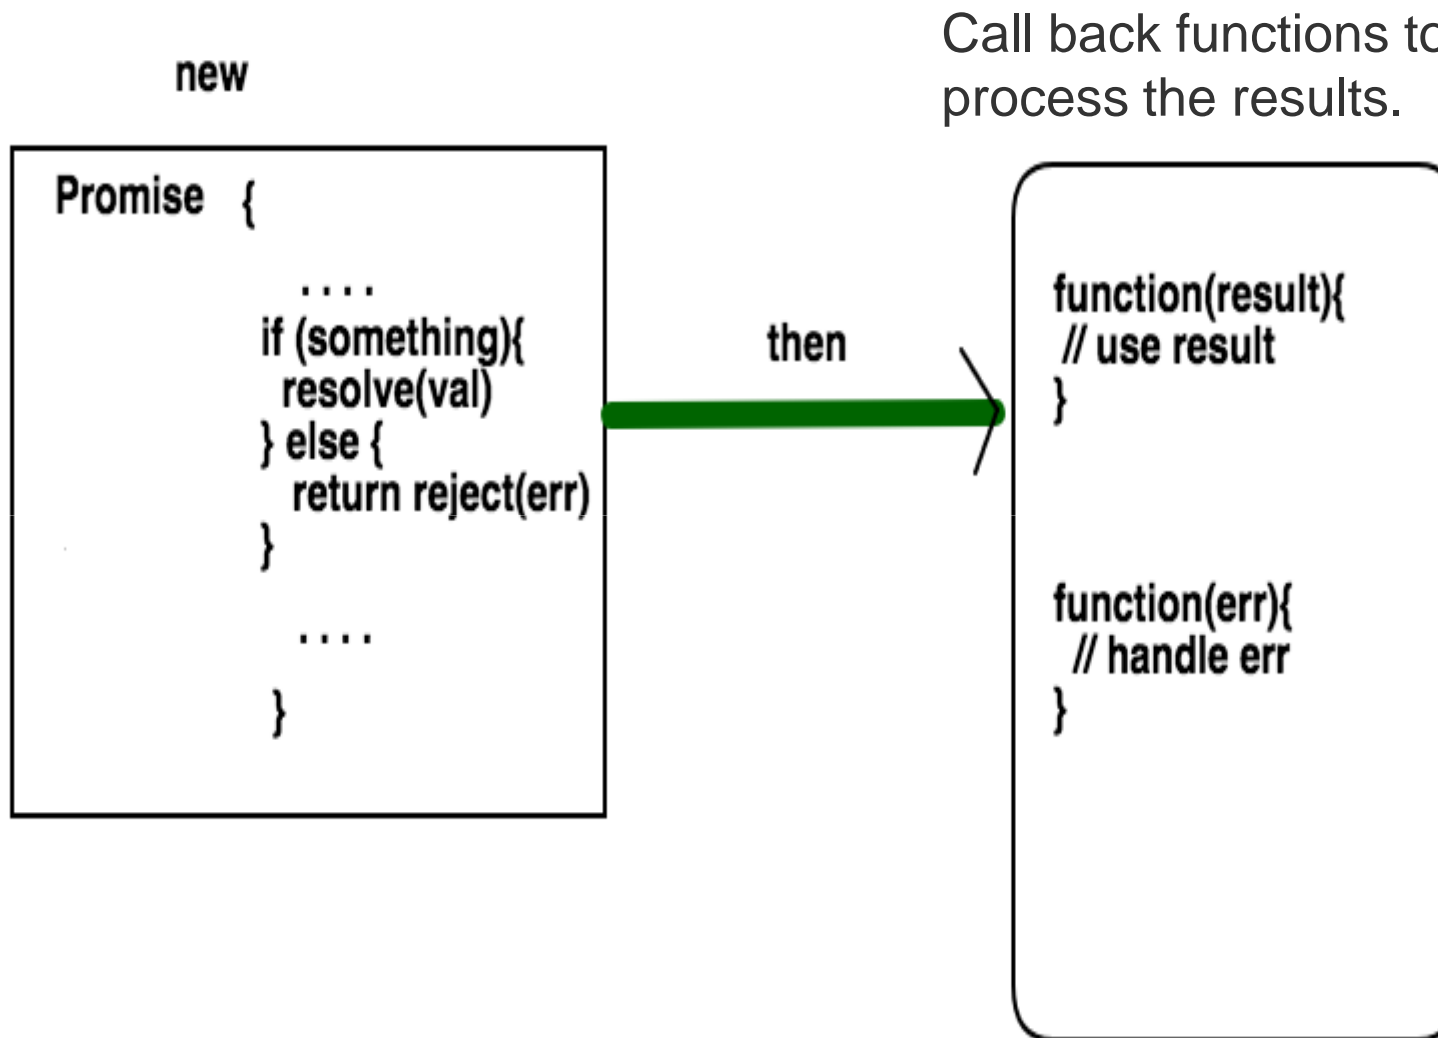 new
Promise {
....
if (something){
resolve(val)
} else {
return reject(err)
}
....
}
then
Call back functions to
process the results.
function(result){
// use result
}
function(err){
// handle err
}